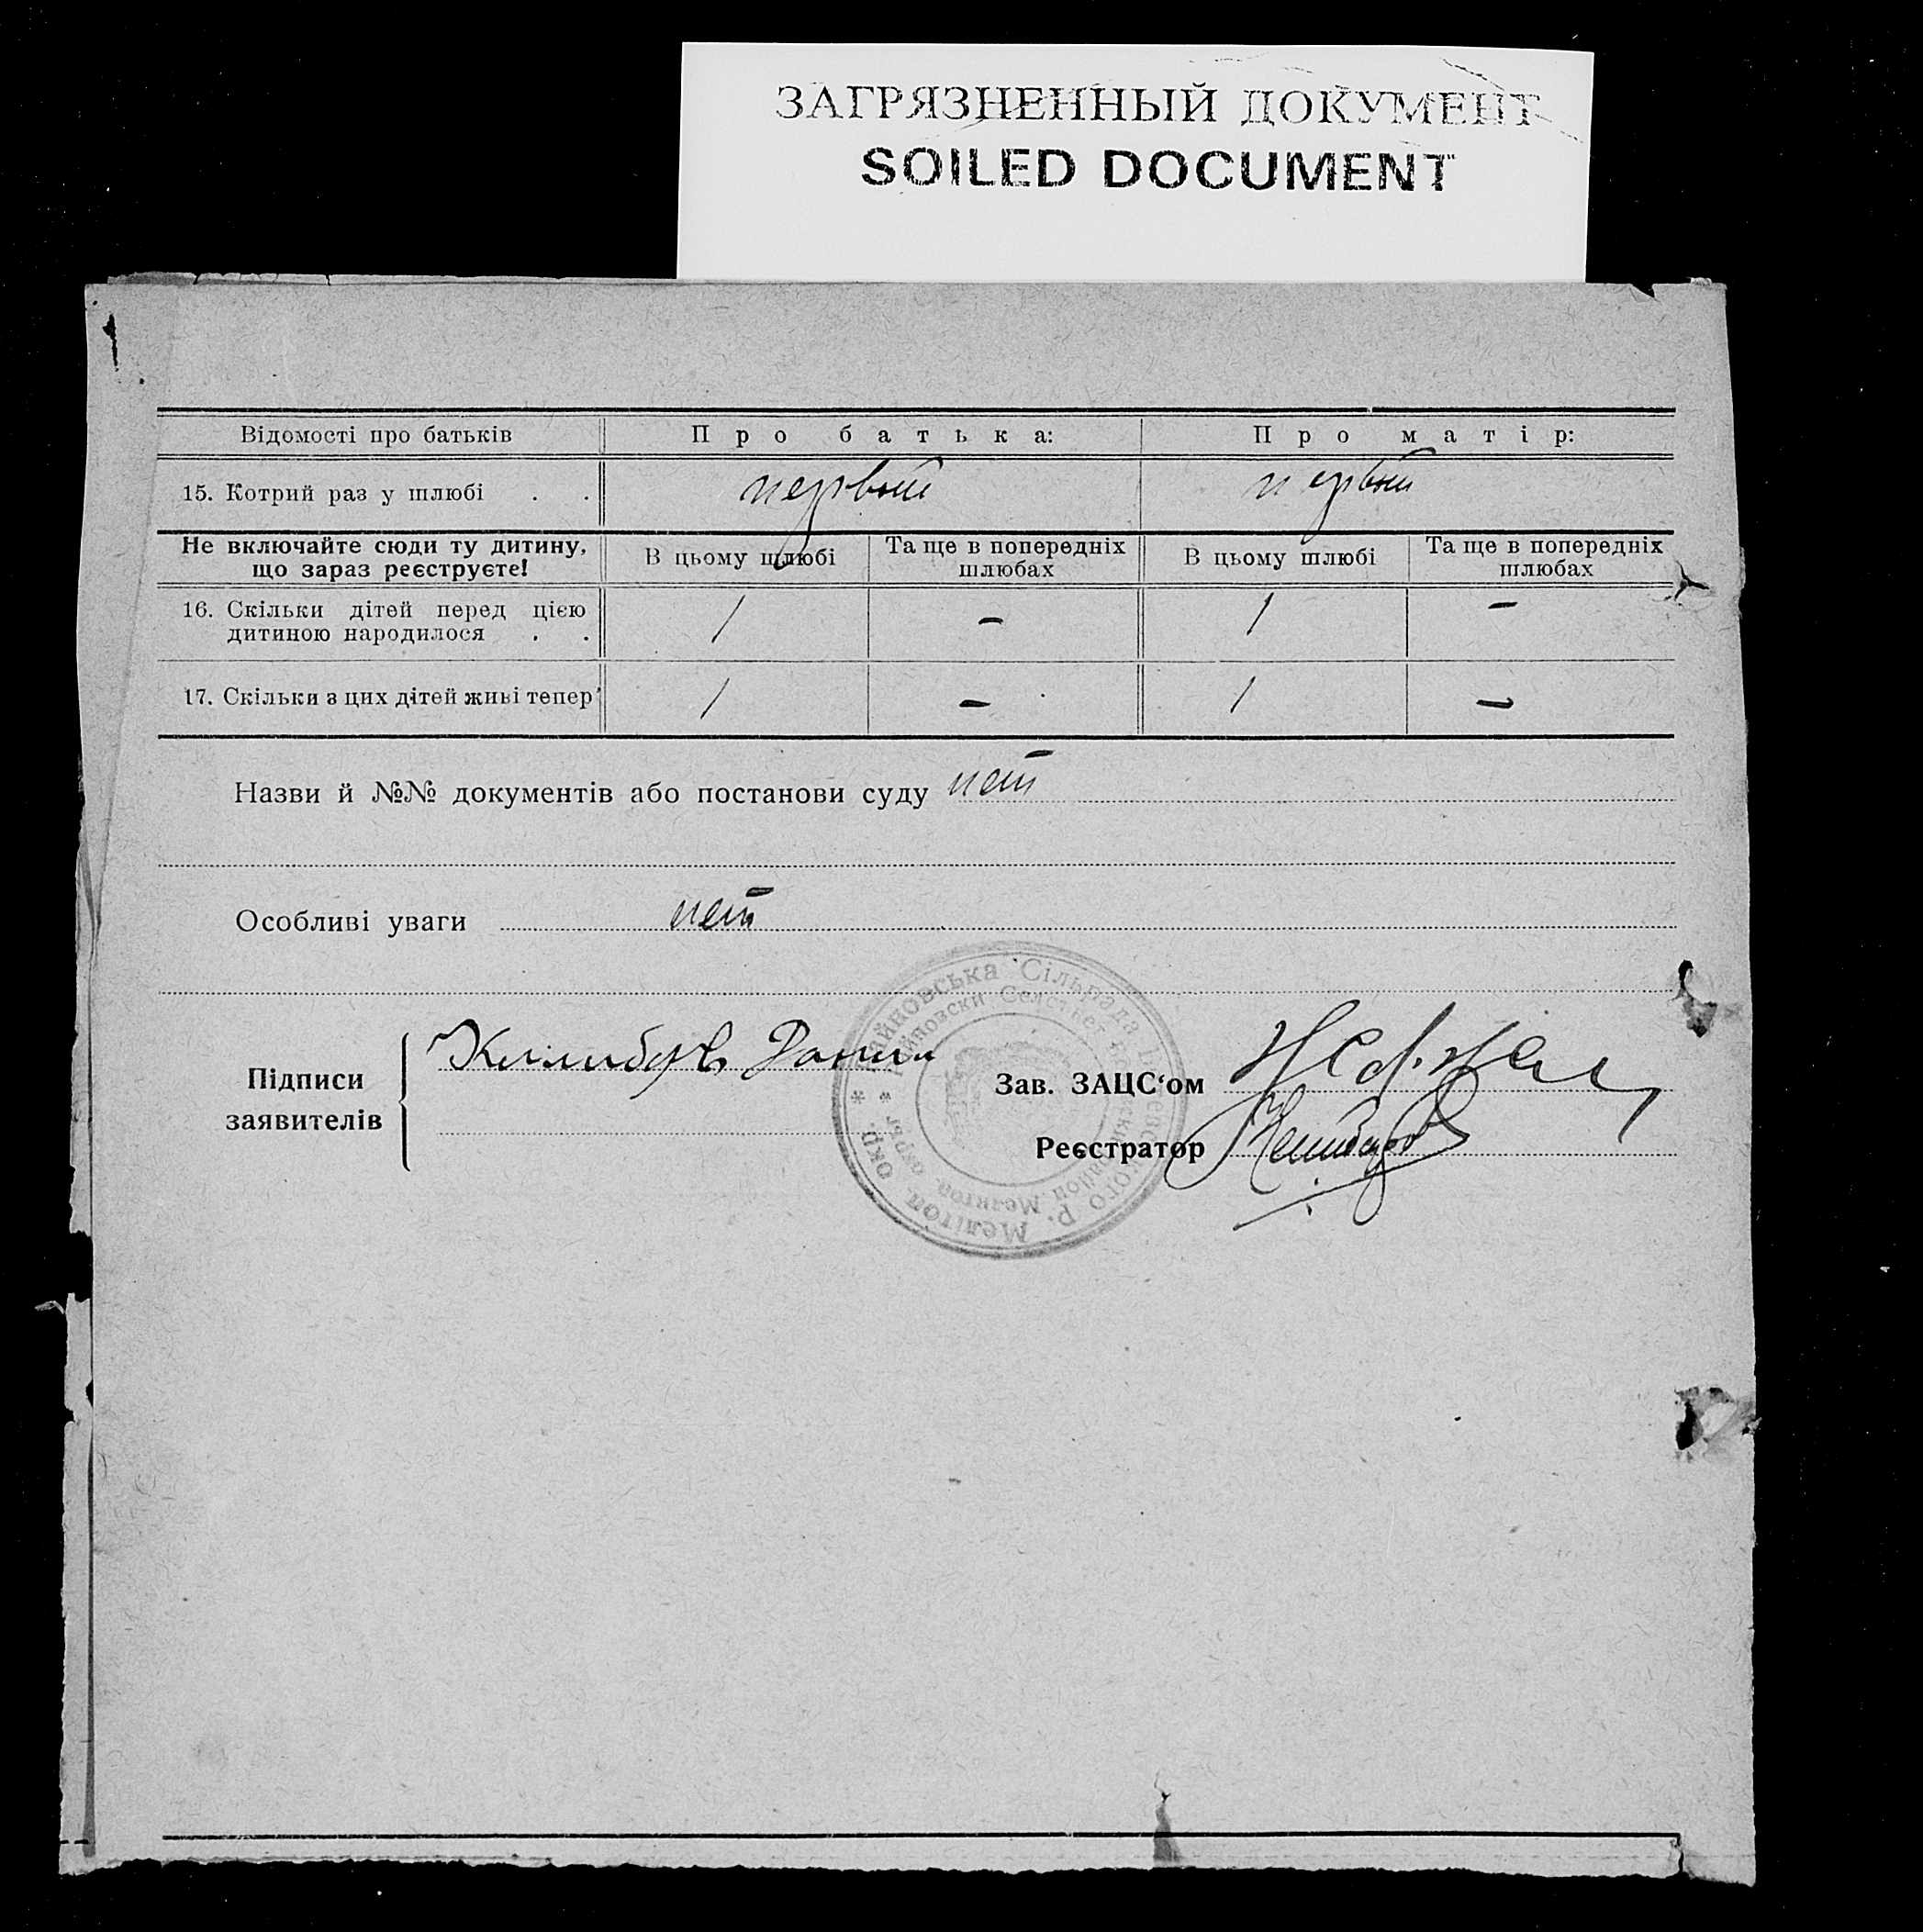 ЗАГРЯЗНЕННЫЙ ДОКУМЕНТ
SOILED DOCUMENT
Відомості про батьків Про батька: Про матір:
15. Котрий раз у шлюбі . . первый первый
Не включайте сюди ту дитину, що зараз реєструєте! В цьому шлюбі Та ще в попередніх шлюбах В цьому шлюбі Та ще в попередніх шлюбах
16. Скільки дітей перед цією дитиною народилося . . 1 – 1 –
17. Скільки з цих дітей живі тепер 1 – 1 –
Назви й №№ документів або постанови суду нет
Особливі уваги нет
Підписи заявителів
Зав. ЗАЦС‘ом
Реєстратор
Сільрада
р. Мелітоп. окр.